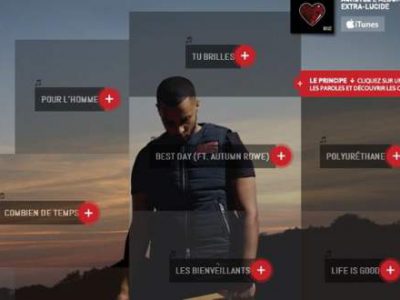 EXTRA-LUCIDE
iTunes
TU BRILLES
LE PRINCIPE CLIQUEZ SUR UN
LES PAROLES ET DÉCOUVRIR LES
POUR L'HOMME
BEST DAY (FT. AUTUMN ROWE)
POLYURÉTHANE
COMBIEN DE TEMPS
LES BIENVEILLANTS
LIFE IS GOOD